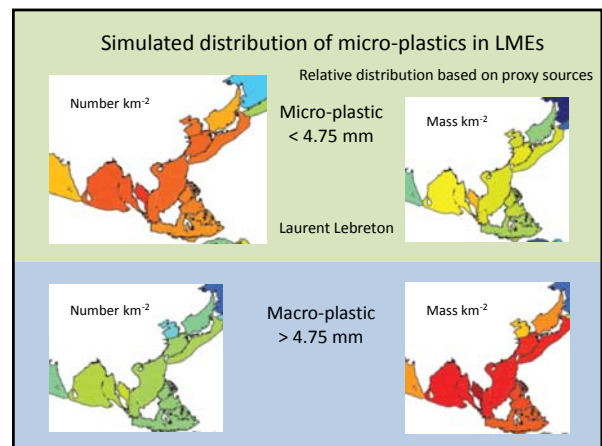 Simulated distribution of micro-plastics in LMEs
Relative distribution based on proxy sources
Number km-2
Micro-plastic
< 4.75 mm
Mass km-2
Laurent Lebreton
Number km-2
Macro-plastic
> 4.75 mm
Mass km-2